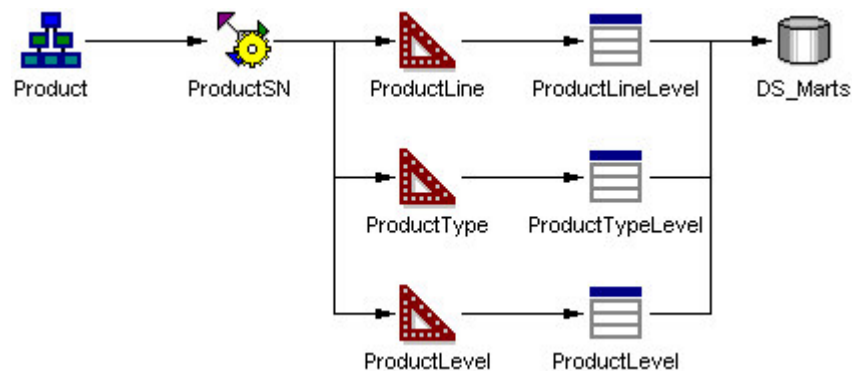 Product
ProductSN
ProductLine
ProductLineLevel
DS_Marts
ProductType
ProductTypeLevel
ProductLevel
ProductLevel